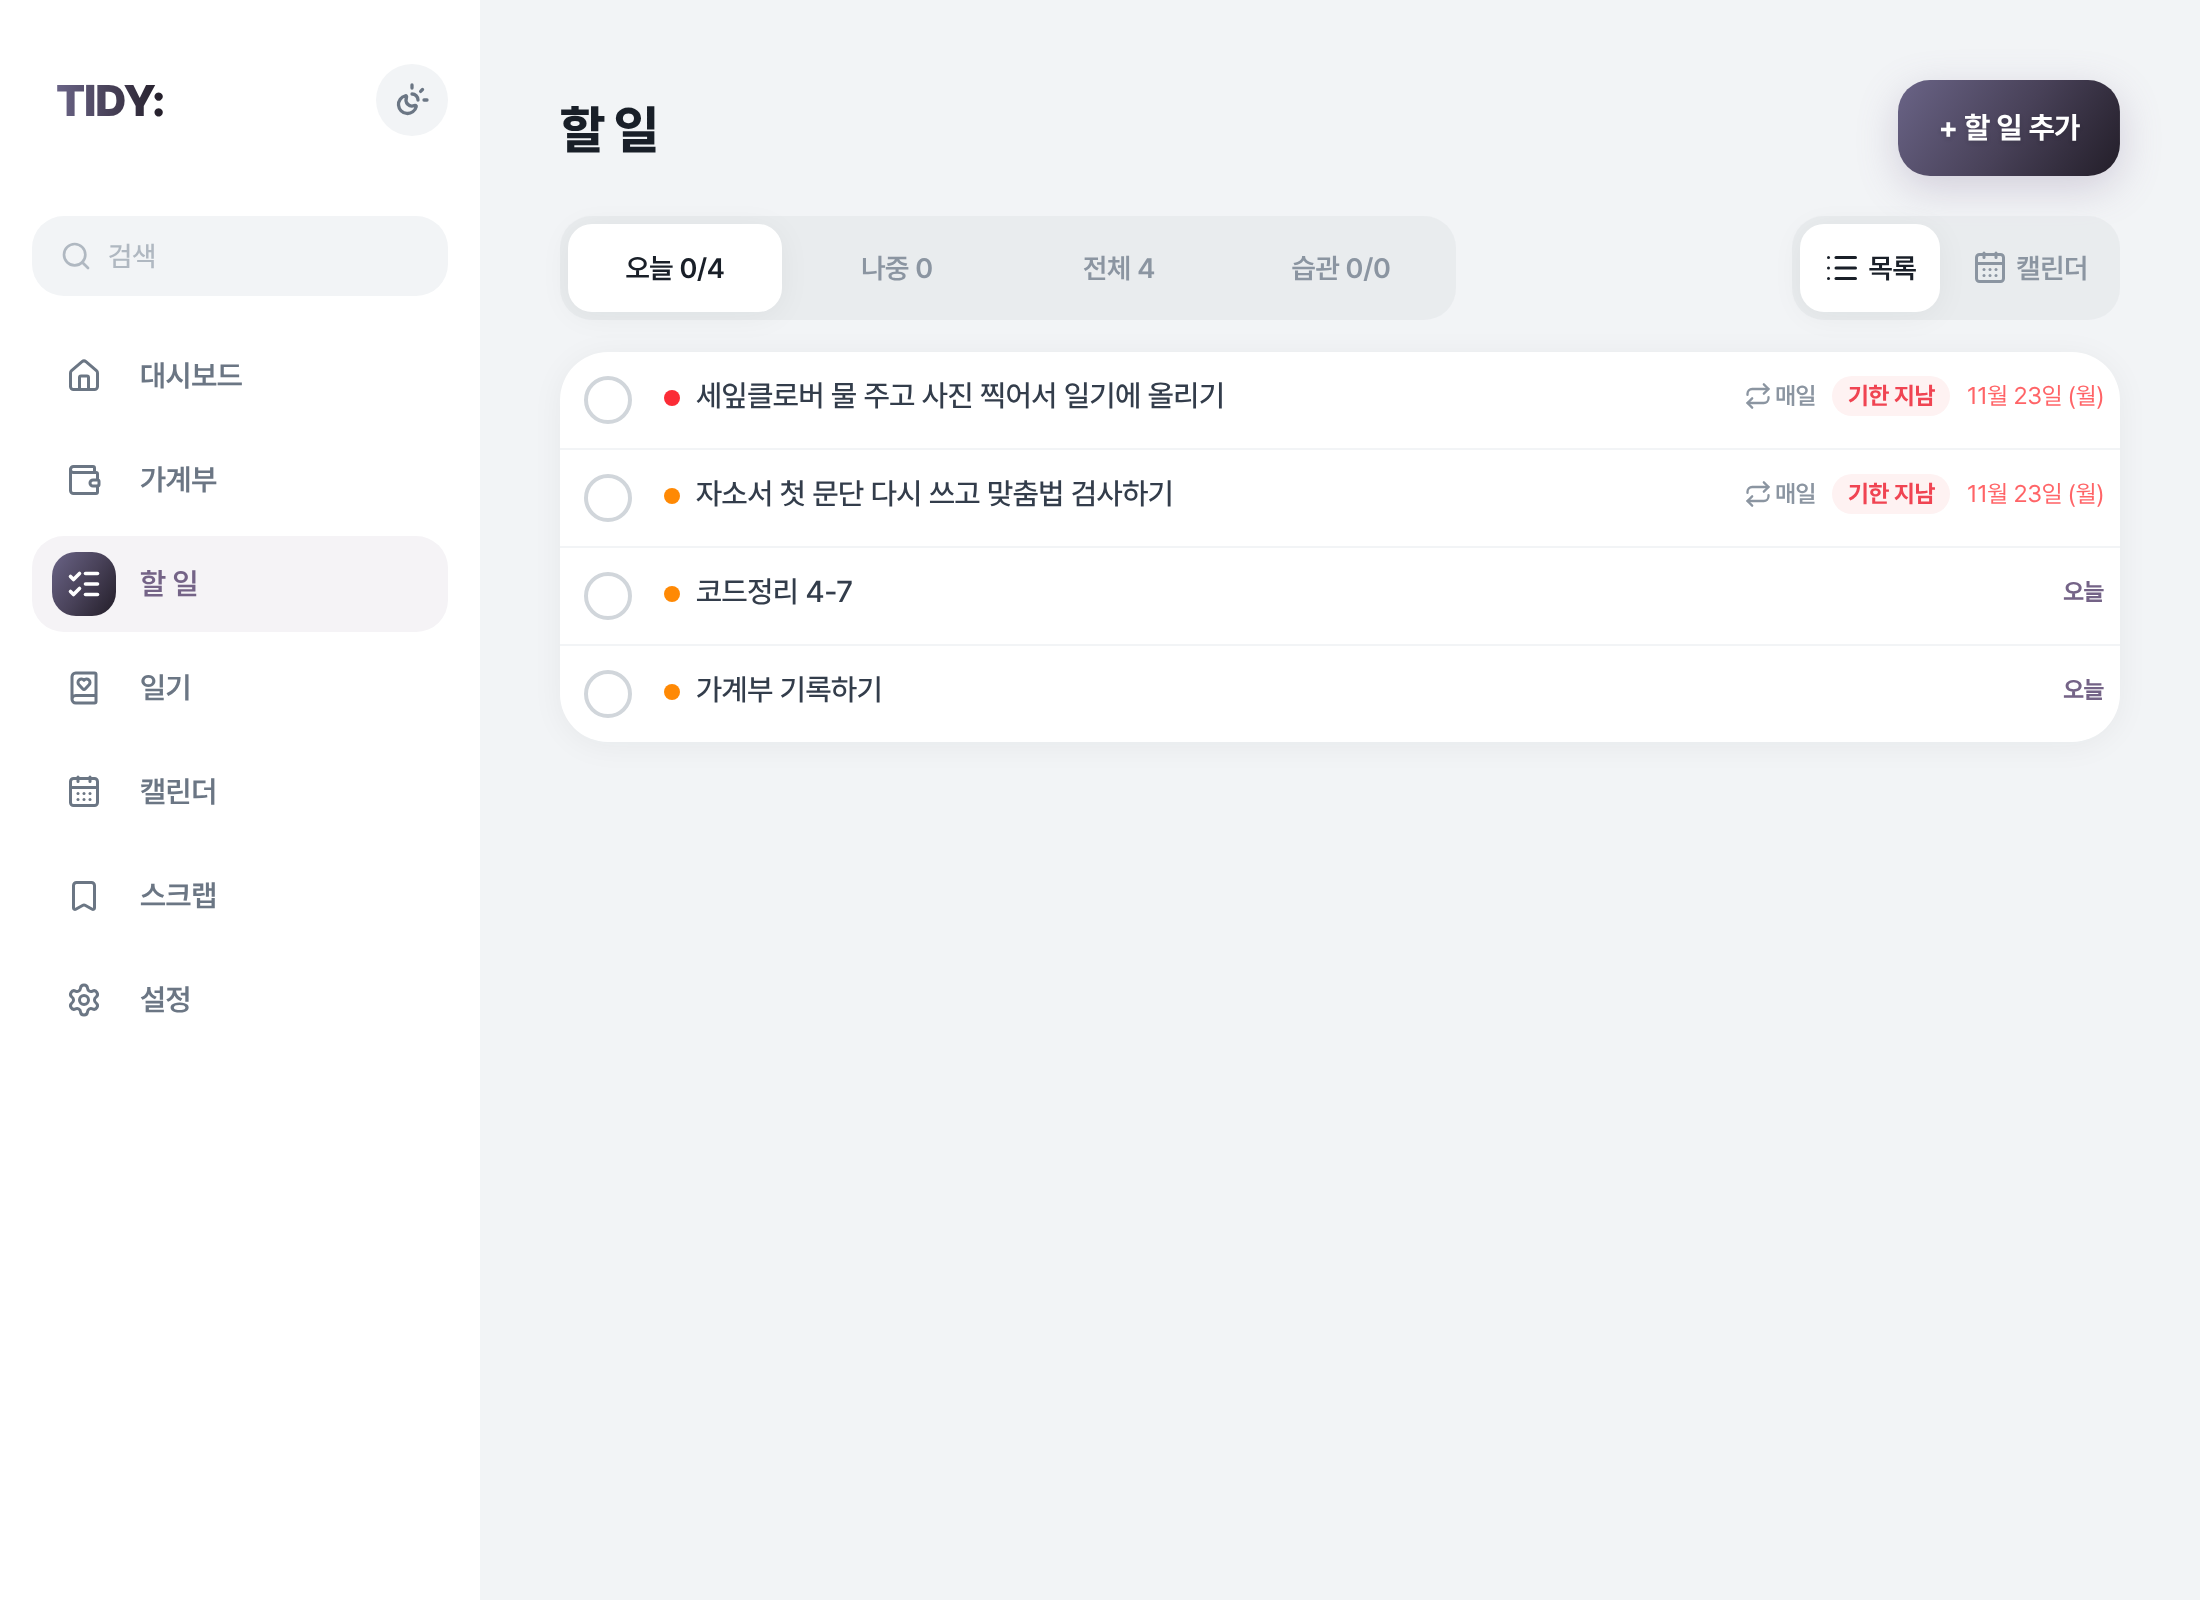 TIDY:
검색
대시보드
가계부
할 일
일기
캘린더
스크랩
설정
할 일
+ 할 일 추가
오늘 0/4
나중 0
전체 4
습관 0/0
목록
캘린더
세잎클로버 물 주고 사진 찍어서 일기에 올리기 매일 기한 지남 11월 23일 (월)
자소서 첫 문단 다시 쓰고 맞춤법 검사하기 매일 기한 지남 11월 23일 (월)
코드정리 4-7 오늘
가계부 기록하기 오늘